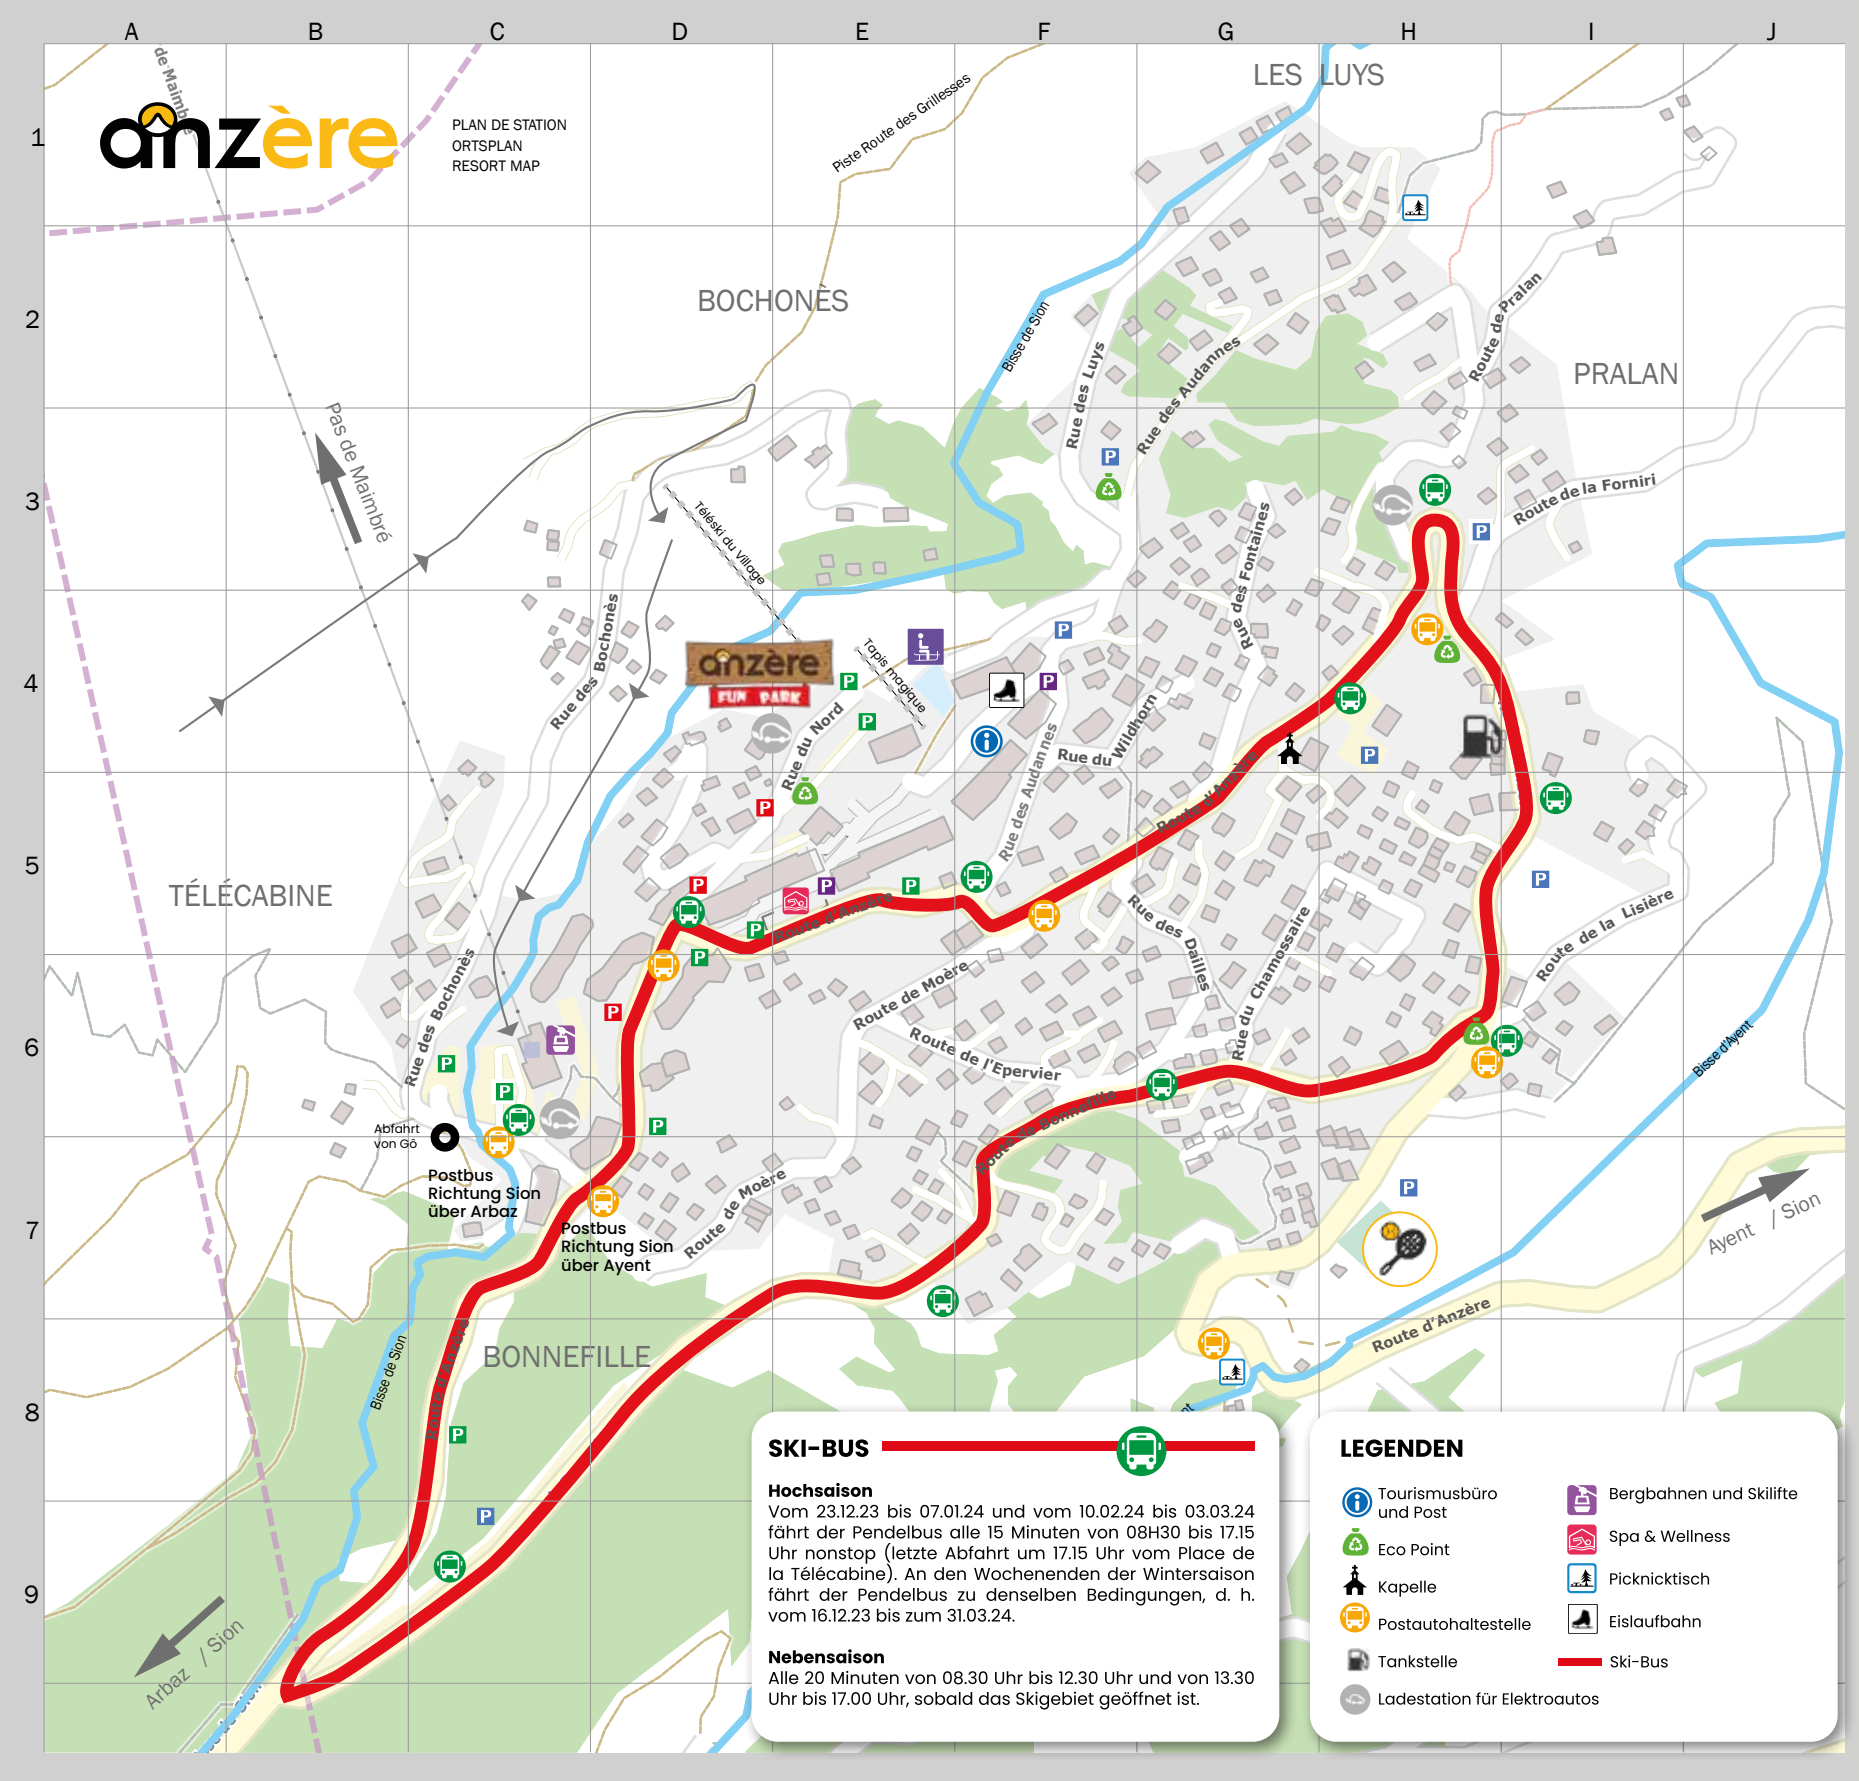 A B C D E F G H I J
1
2
3
4
5
6
7
8
9
anzère
PLAN DE STATION
ORTSPLAN
RESORT MAP
de Maimbré
LES LUYS
Piste Route des Grillesses
BOCHONÈS
Bisse de Sion
Rue des Luys
Rue des Audannes
Route de Pralan
PRALAN
Pas de Maimbré
Téléski du Village
Route de la Forniri
Rue des Fontaines
Rue des Bochonès
anzère
FUN PARK
Tapis magique
Rue du Nord
Rue du Wildhorn
Rue des Audannes
Route d'Anzère
TÉLÉCABINE
Route d'Anzère
Rue des Dailles
Rue du Chamossaire
Route de la Lisière
Rue des Bochonès
Route de Moère
Route de l'Epervier
Route de Bonnefille
Bisse d'Ayent
Abfahrt
von Gô
Postbus
Richtung Sion
über Arbaz
Postbus
Richtung Sion
über Ayent
Route de Moère
Ayent / Sion
Route d'Anzère
BONNEFILLE
Route d'Anzère
Bisse de Sion
Arbaz / Sion
P
SKI-BUS
Hochsaison
Vom 23.12.23 bis 07.01.24 und vom 10.02.24 bis 03.03.24
fährt der Pendelbus alle 15 Minuten von 08H30 bis 17.15
Uhr nonstop (letzte Abfahrt um 17.15 Uhr vom Place de
la Télécabine). An den Wochenenden der Wintersaison
fährt der Pendelbus zu denselben Bedingungen, d. h.
vom 16.12.23 bis zum 31.03.24.
Nebensaison
Alle 20 Minuten von 08.30 Uhr bis 12.30 Uhr und von 13.30
Uhr bis 17.00 Uhr, sobald das Skigebiet geöffnet ist.
LEGENDEN
Tourismusbüro
und Post
Eco Point
Kapelle
Postautohaltestelle
Tankstelle
Ladestation für Elektroautos
Bergbahnen und Skilifte
Spa & Wellness
Picknicktisch
Eislaufbahn
Ski-Bus